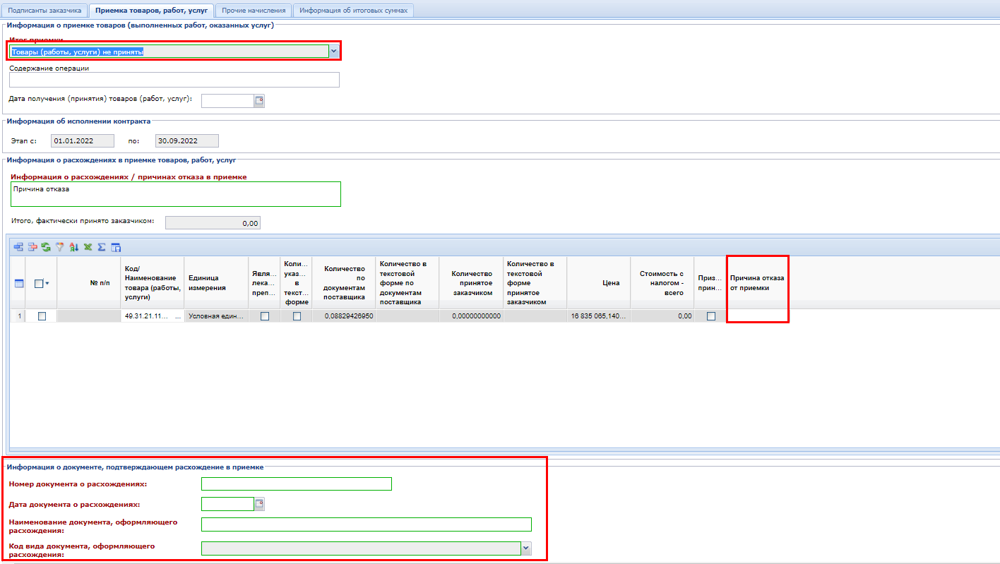 Подписанты заказчика
Приемка товаров, работ, услуг
Прочие начисления
Информация об итоговых суммах
Информация о приемке товаров (выполненных работ, оказанных услуг)
Итог приемки
Товары (работы, услуги) не приняты
Содержание операции
Дата получения (принятия) товаров (работ, услуг):
Информация об исполнении контракта
Этап с: 01.01.2022 по: 30.09.2022
Информация о расхождениях в приемке товаров, работ, услуг
Информация о расхождениях / причинах отказа в приемке
Причина отказа
Итого, фактически принято заказчиком: 0,00
№ п/п
Код/
Наименование
товара (работы,
услуги)
Единица
измерения
Явля...
лека...
преп...
Коли...
указ...
в
текст...
форме
Количество
по
документам
поставщика
Количество в
текстовой
форме по
документам
поставщика
Количество
принятое
заказчиком
Количество в
текстовой
форме
принятое
заказчиком
Цена
Стоимость с
налогом -
всего
Приз...
прин...
Причина отказа
от приемки
1 49.31.21.11... ... Условная един... 0,08829426950 0,00000000000 16 835 065,140... 0,00
Информация о документе, подтверждающем расхождение в приемке
Номер документа о расхождениях:
Дата документа о расхождениях:
Наименование документа, оформляющего
расхождения:
Код вида документа, оформляющего
расхождения: